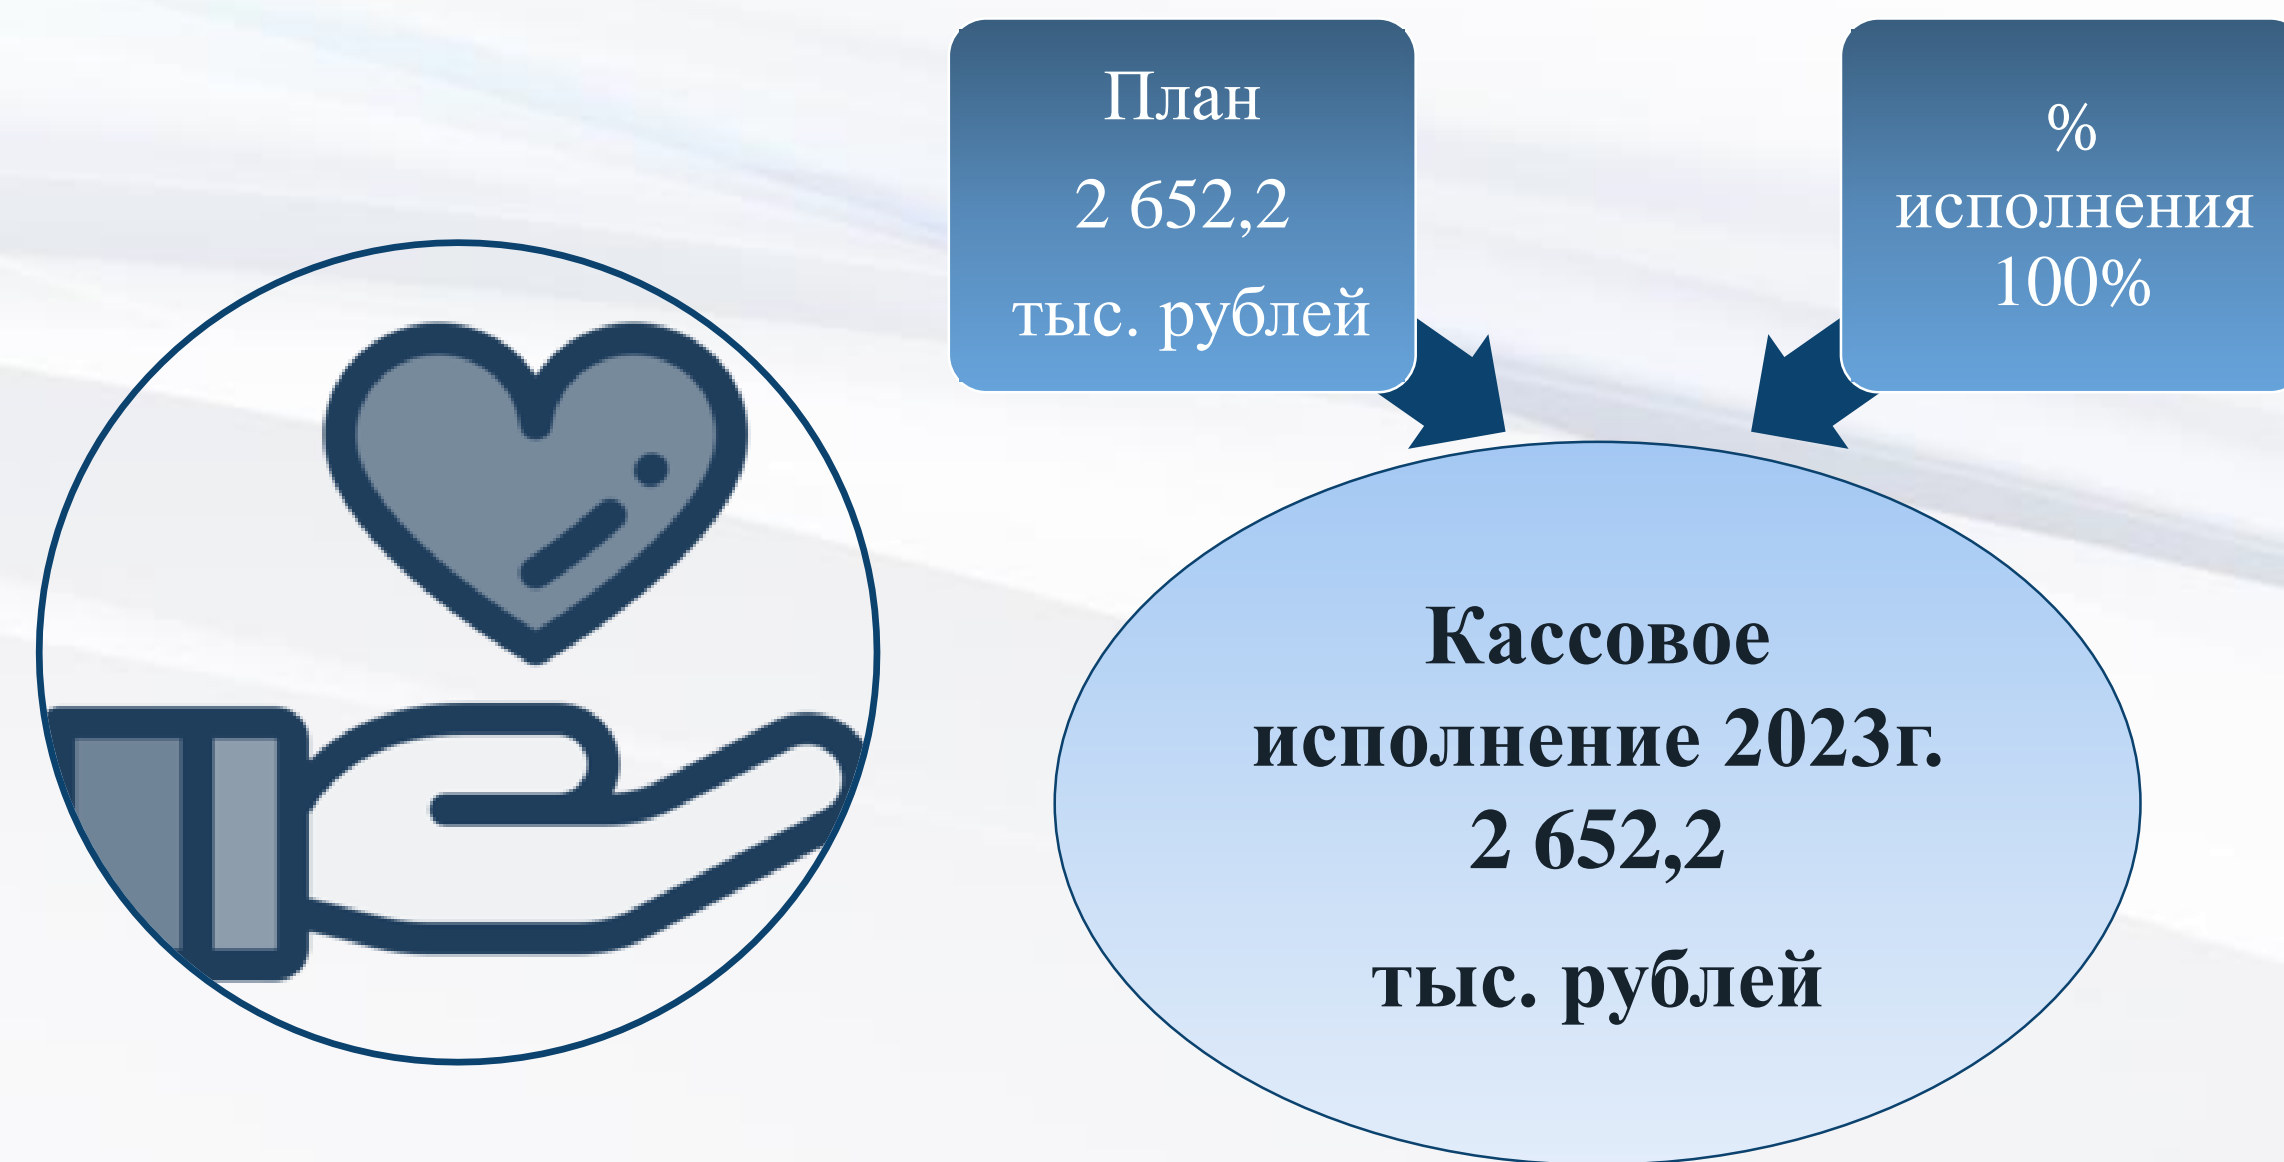 План
2 652,2
тыс. рублей
%
исполнения
100%
Кассовое
исполнение 2023г.
2 652,2
тыс. рублей